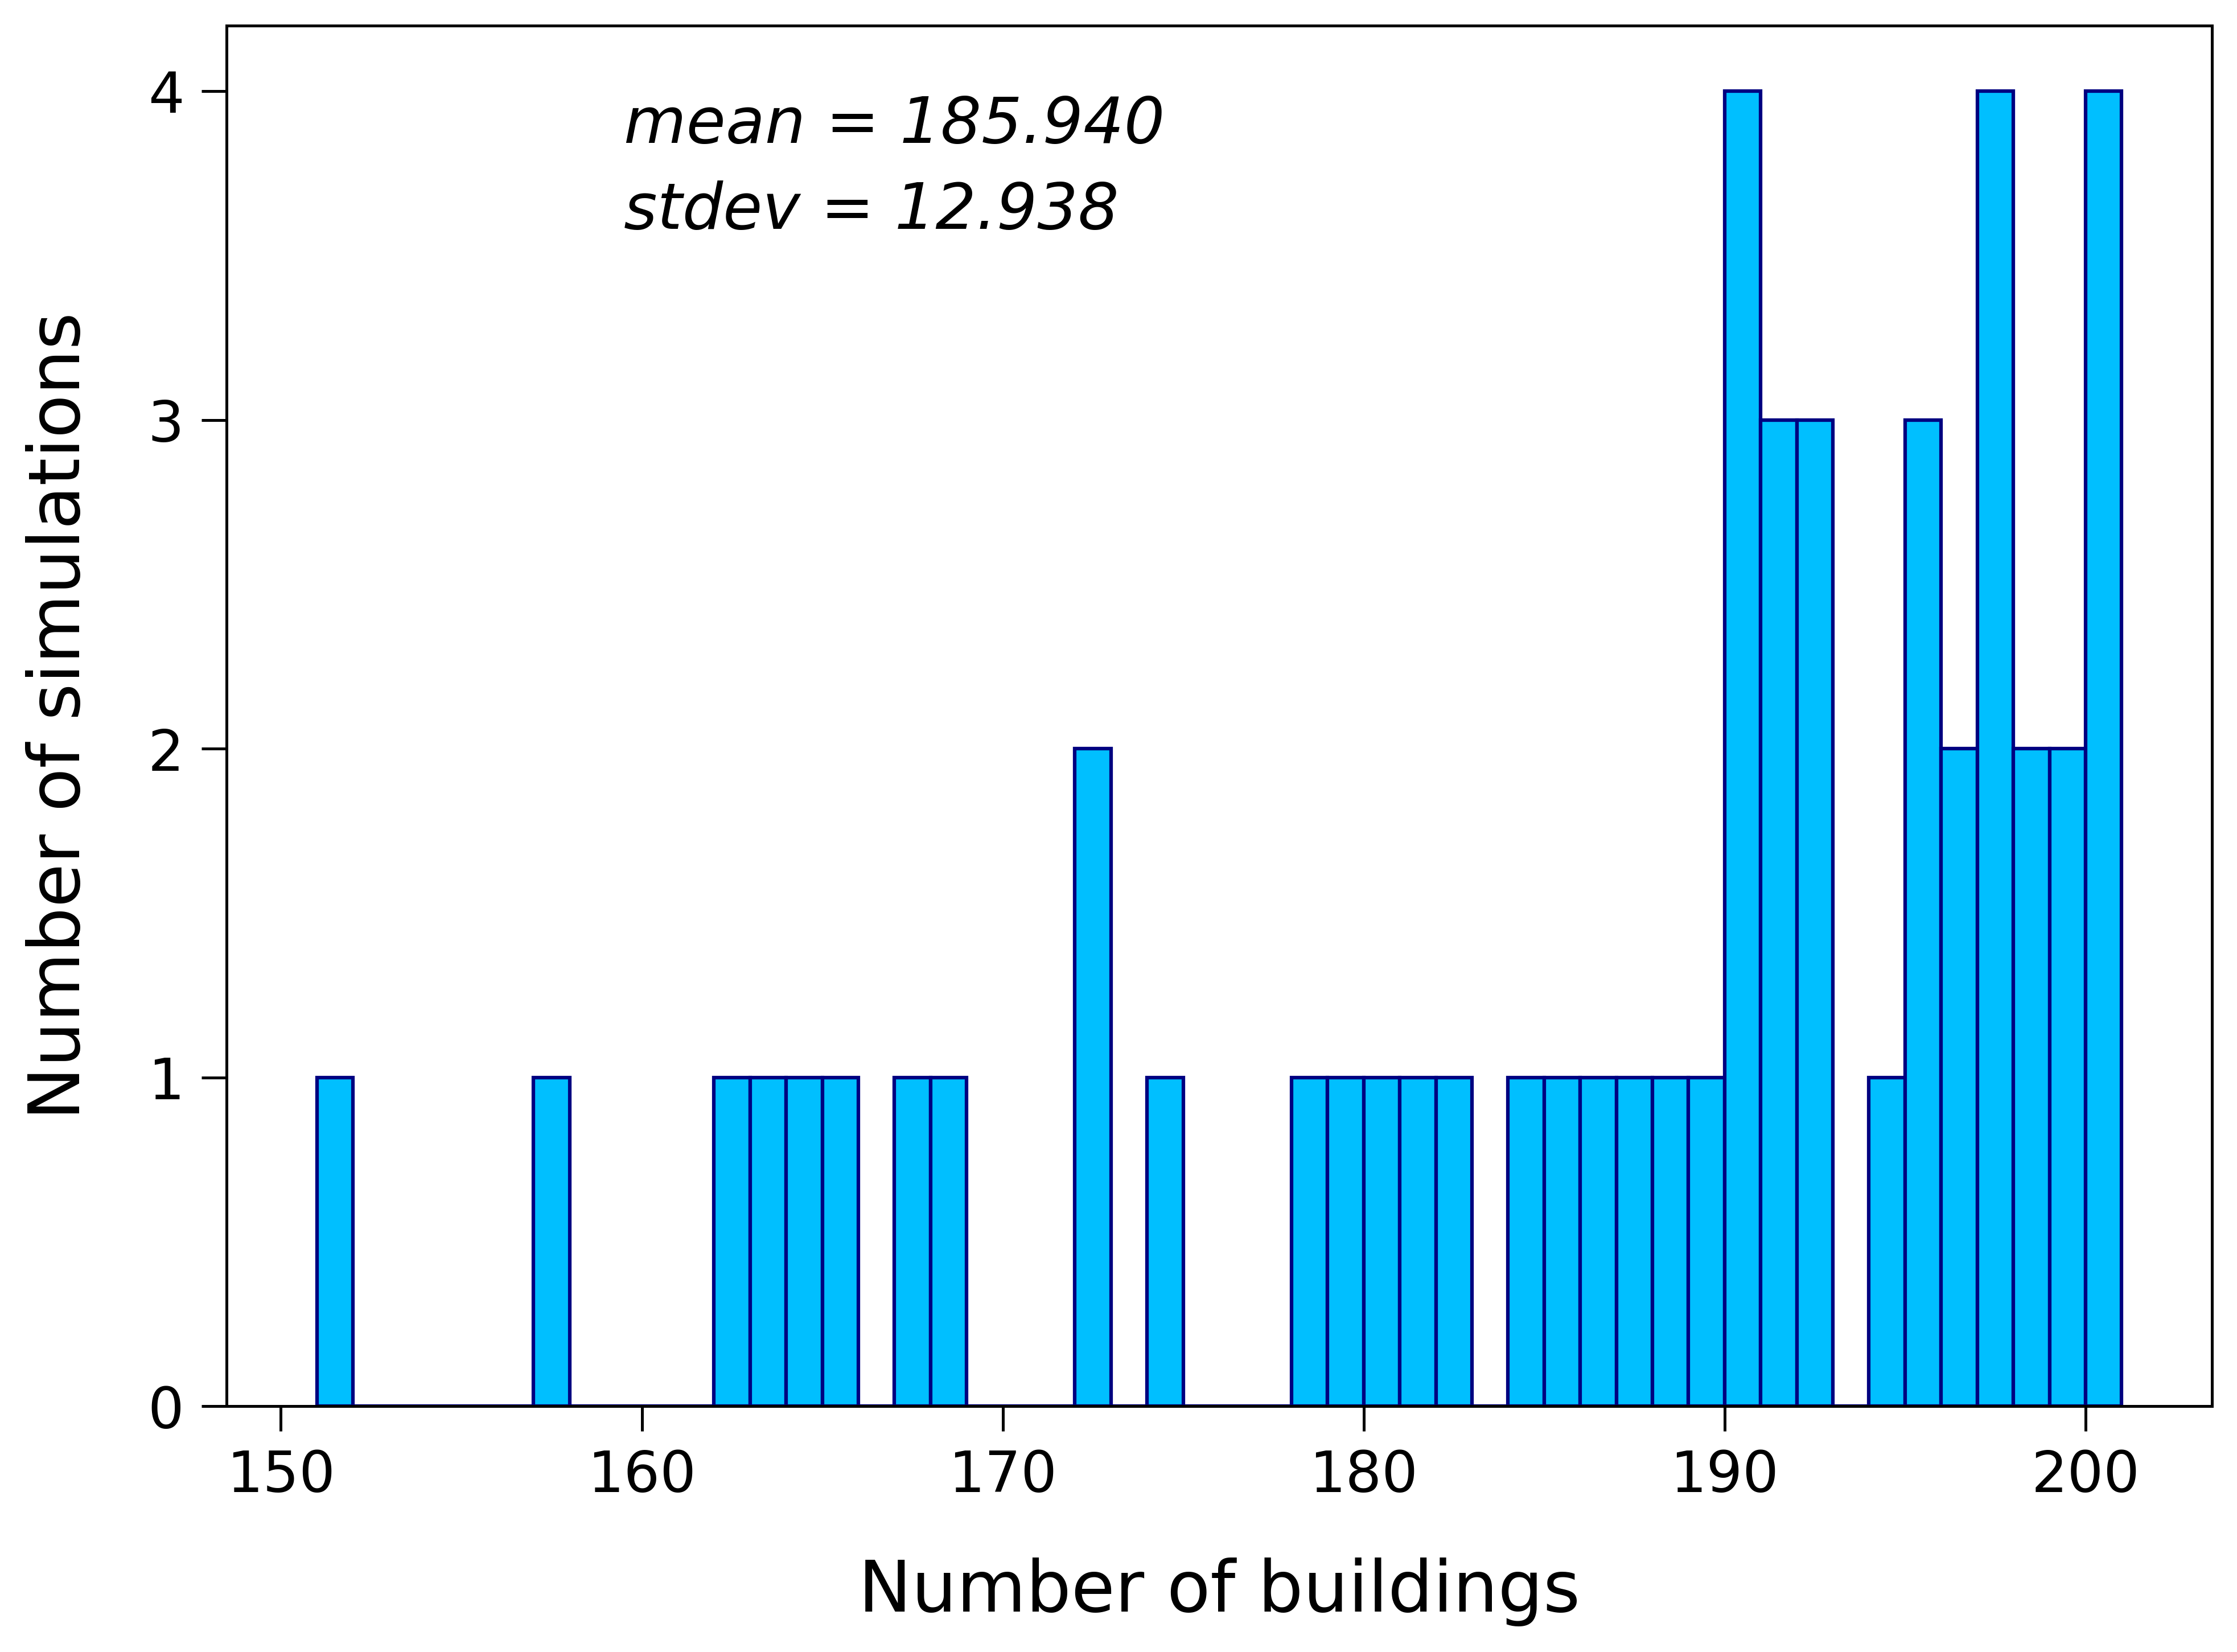 mean = 185.940
stdev = 12.938
Number of simulations
4
3
2
1
0
150 160 170 180 190 200
Number of buildings